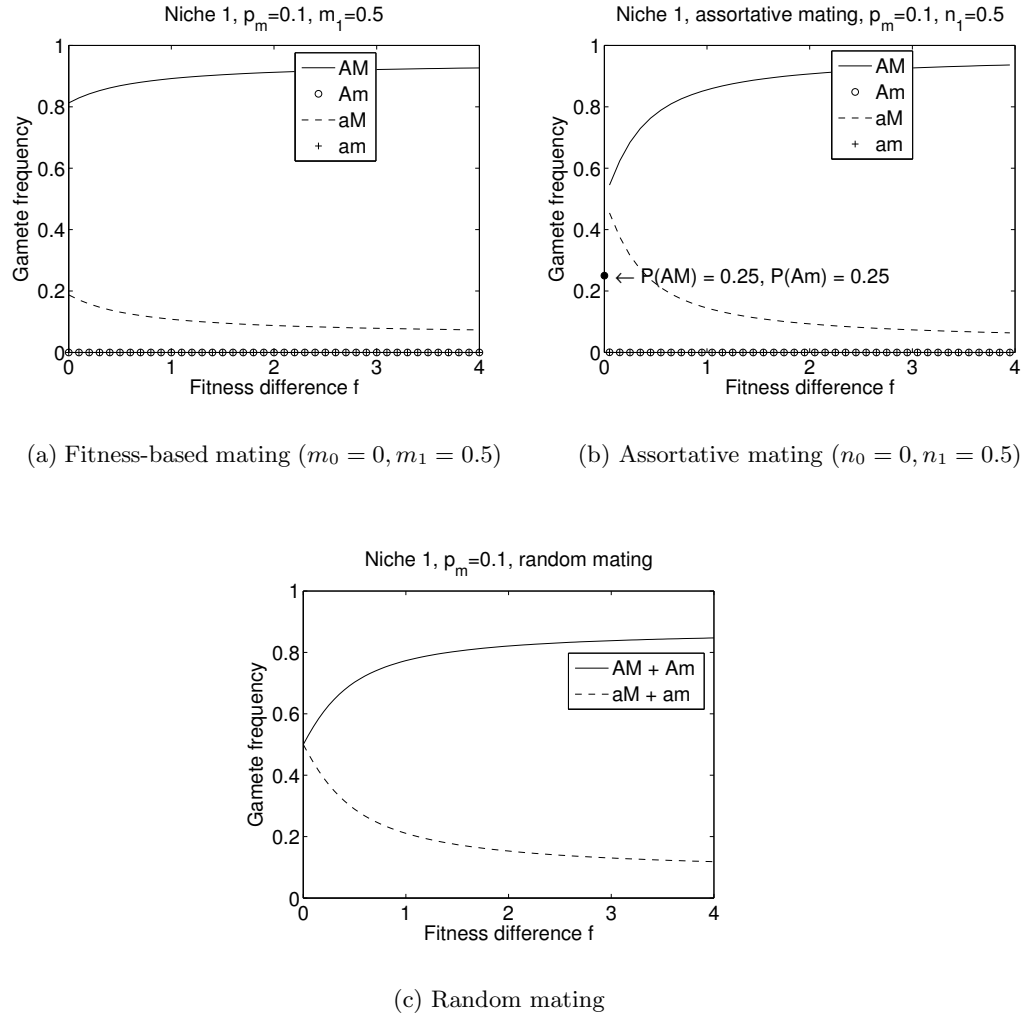 Niche 1, p_m=0.1, m_1=0.5
1
0.8
0.6
0.4
0.2
0
Gamete frequency
AM
Am
aM
am
0 1 2 3 4
Fitness difference f
(a) Fitness-based mating (m_0 = 0, m_1 = 0.5)
Niche 1, assortative mating, p_m=0.1, n_1=0.5
1
0.8
0.6
0.4
0.2
0
Gamete frequency
AM
Am
aM
am
← P(AM) = 0.25, P(Am) = 0.25
0 1 2 3 4
Fitness difference f
(b) Assortative mating (n_0 = 0, n_1 = 0.5)
Niche 1, p_m=0.1, random mating
1
0.8
0.6
0.4
0.2
0
Gamete frequency
AM + Am
aM + am
0 1 2 3 4
Fitness difference f
(c) Random mating